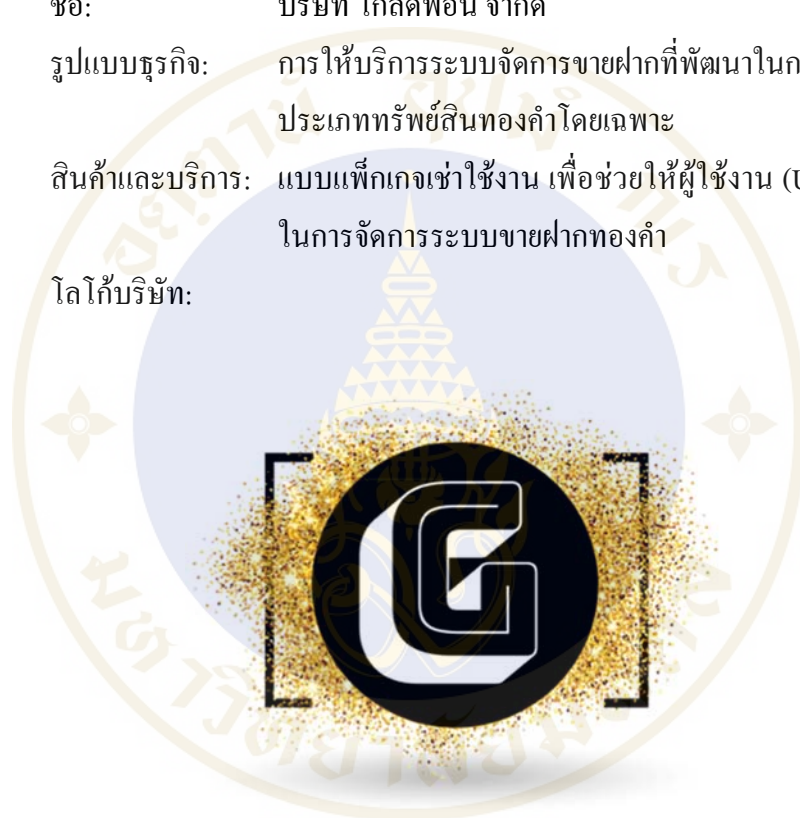 ชื่อ: บริษัท โกลด์พอน จำกัด
รูปแบบธุรกิจ: การให้บริการระบบจัดการขายฝากที่พัฒนาในก
ประเภททรัพย์สินทองคำโดยเฉพาะ
สินค้าและบริการ: แบบแพ็กเกจเช่าใช้งาน เพื่อช่วยให้ผู้ใช้งาน (U
ในการจัดการระบบขายฝากทองคำ
โลโก้บริษัท:
G